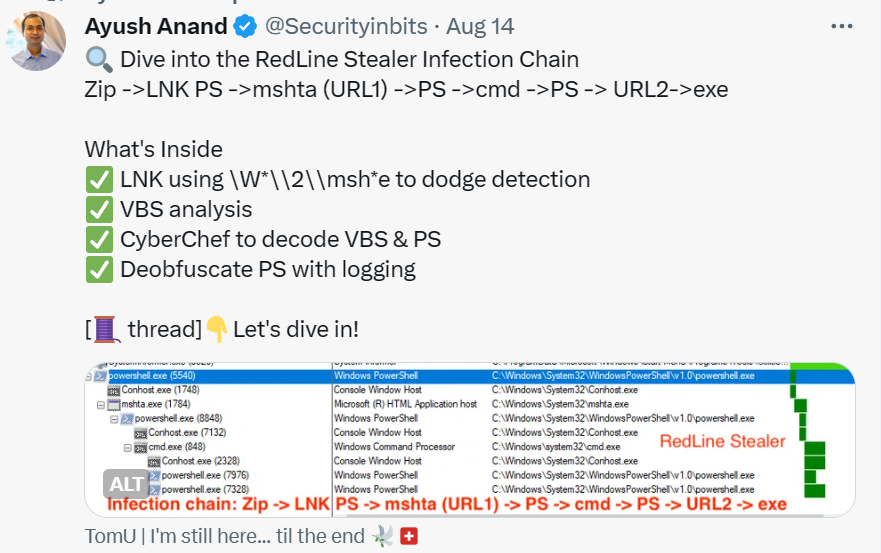 Ayush Anand @Securityinbits · Aug 14
🔍 Dive into the RedLine Stealer Infection Chain
Zip ->LNK PS ->mshta (URL1) ->PS ->cmd ->PS -> URL2->exe
What's Inside
✅ LNK using \W*\\2\\msh*e to dodge detection
✅ VBS analysis
✅ CyberChef to decode VBS & PS
✅ Deobfuscate PS with logging
[🧵 thread]👇 Let's dive in!
powershell.exe (5540) Windows PowerShell C:\Windows\System32\WindowsPowerShell\v1.0\powershell.exe
Conhost.exe (1748) Console Window Host C:\Windows\System32\Conhost.exe
mshta.exe (1784) Microsoft (R) HTML Application host C:\Windows\System32\mshta.exe
powershell.exe (8848) Windows PowerShell C:\Windows\System32\WindowsPowerShell\v1.0\powershell.exe
Conhost.exe (7132) Console Window Host C:\Windows\System32\Conhost.exe
cmd.exe (848) Windows Command Processor C:\Windows\system32\cmd.exe
RedLine Stealer
Conhost.exe (2328) Console Window Host C:\Windows\System32\Conhost.exe
powershell.exe (7976) Windows PowerShell C:\Windows\System32\WindowsPowerShell\v1.0\powershell.exe
ALT
powershell.exe (7328) Windows PowerShell C:\Windows\System32\WindowsPowerShell\v1.0\powershell.exe
Infection chain: Zip -> LNK PS -> mshta (URL1) -> PS -> cmd -> PS -> URL2 -> exe
TomU | I'm still here... til the end 🕊️ 🇨🇭